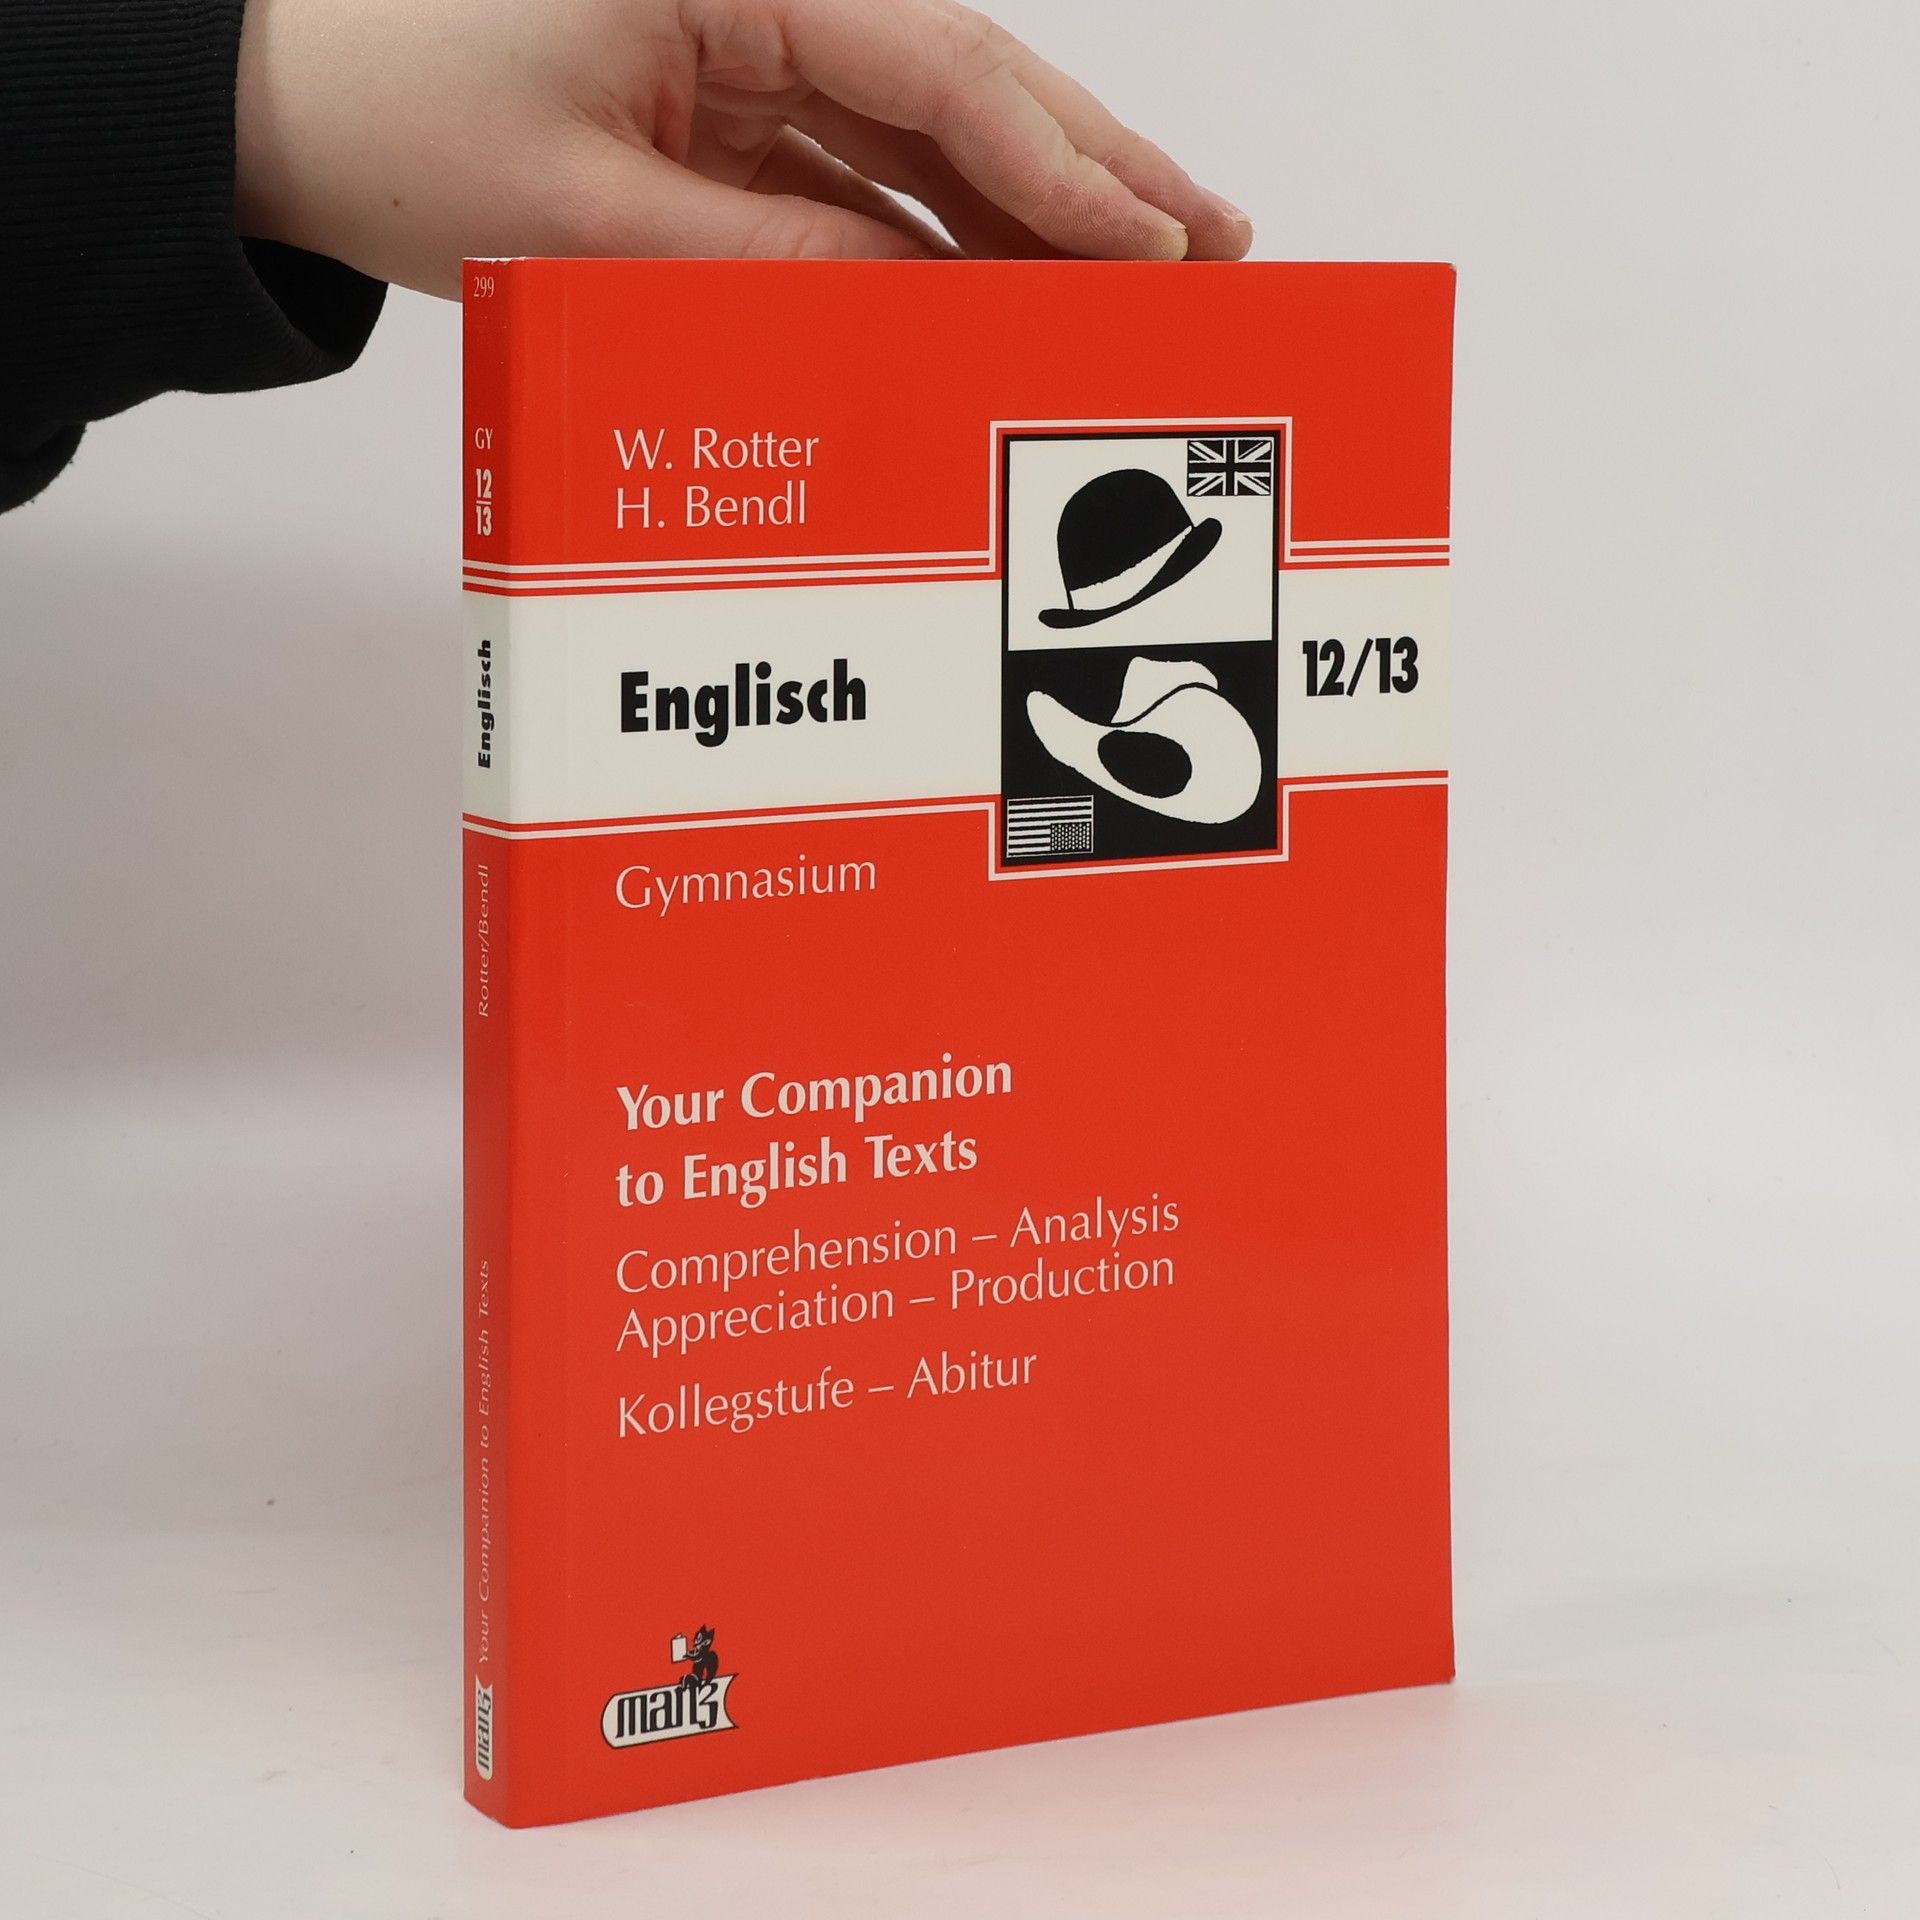 299
GY
12
13
Englisch
Rotter/Bendl
Your Companion to English Texts
manz
W. Rotter
H. Bendl
Englisch
12/13
Gymnasium
Your Companion
to English Texts
Comprehension – Analysis
Appreciation – Production
Kollegstufe – Abitur
manz